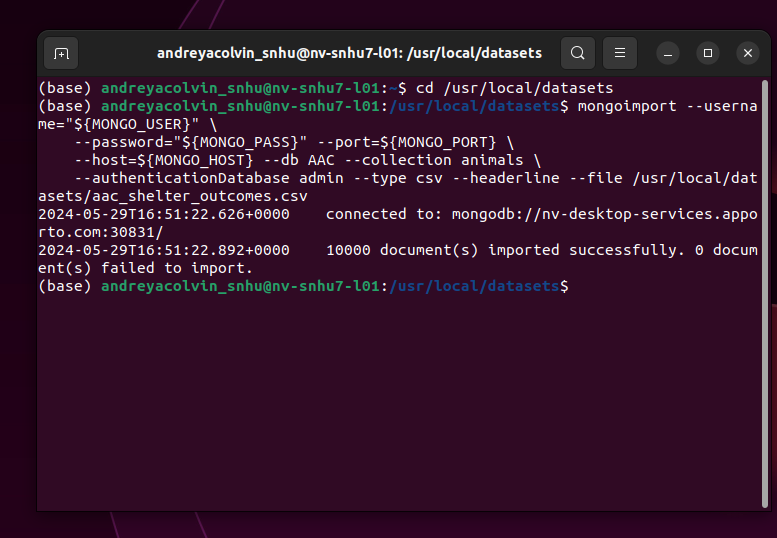 andreyacolvin_snhu@nv-snhu7-l01: /usr/local/datasets
(base) andreyacolvin_snhu@nv-snhu7-l01:~$ cd /usr/local/datasets
(base) andreyacolvin_snhu@nv-snhu7-l01:/usr/local/datasets$ mongoimport --userna
me="${MONGO_USER}" \
    --password="${MONGO_PASS}" --port=${MONGO_PORT} \
    --host=${MONGO_HOST} --db AAC --collection animals \
    --authenticationDatabase admin --type csv --headerline --file /usr/local/dat
asets/aac_shelter_outcomes.csv
2024-05-29T16:51:22.626+0000    connected to: mongodb://nv-desktop-services.appo
rto.com:30831/
2024-05-29T16:51:22.892+0000    10000 document(s) imported successfully. 0 docum
ent(s) failed to import.
(base) andreyacolvin_snhu@nv-snhu7-l01:/usr/local/datasets$